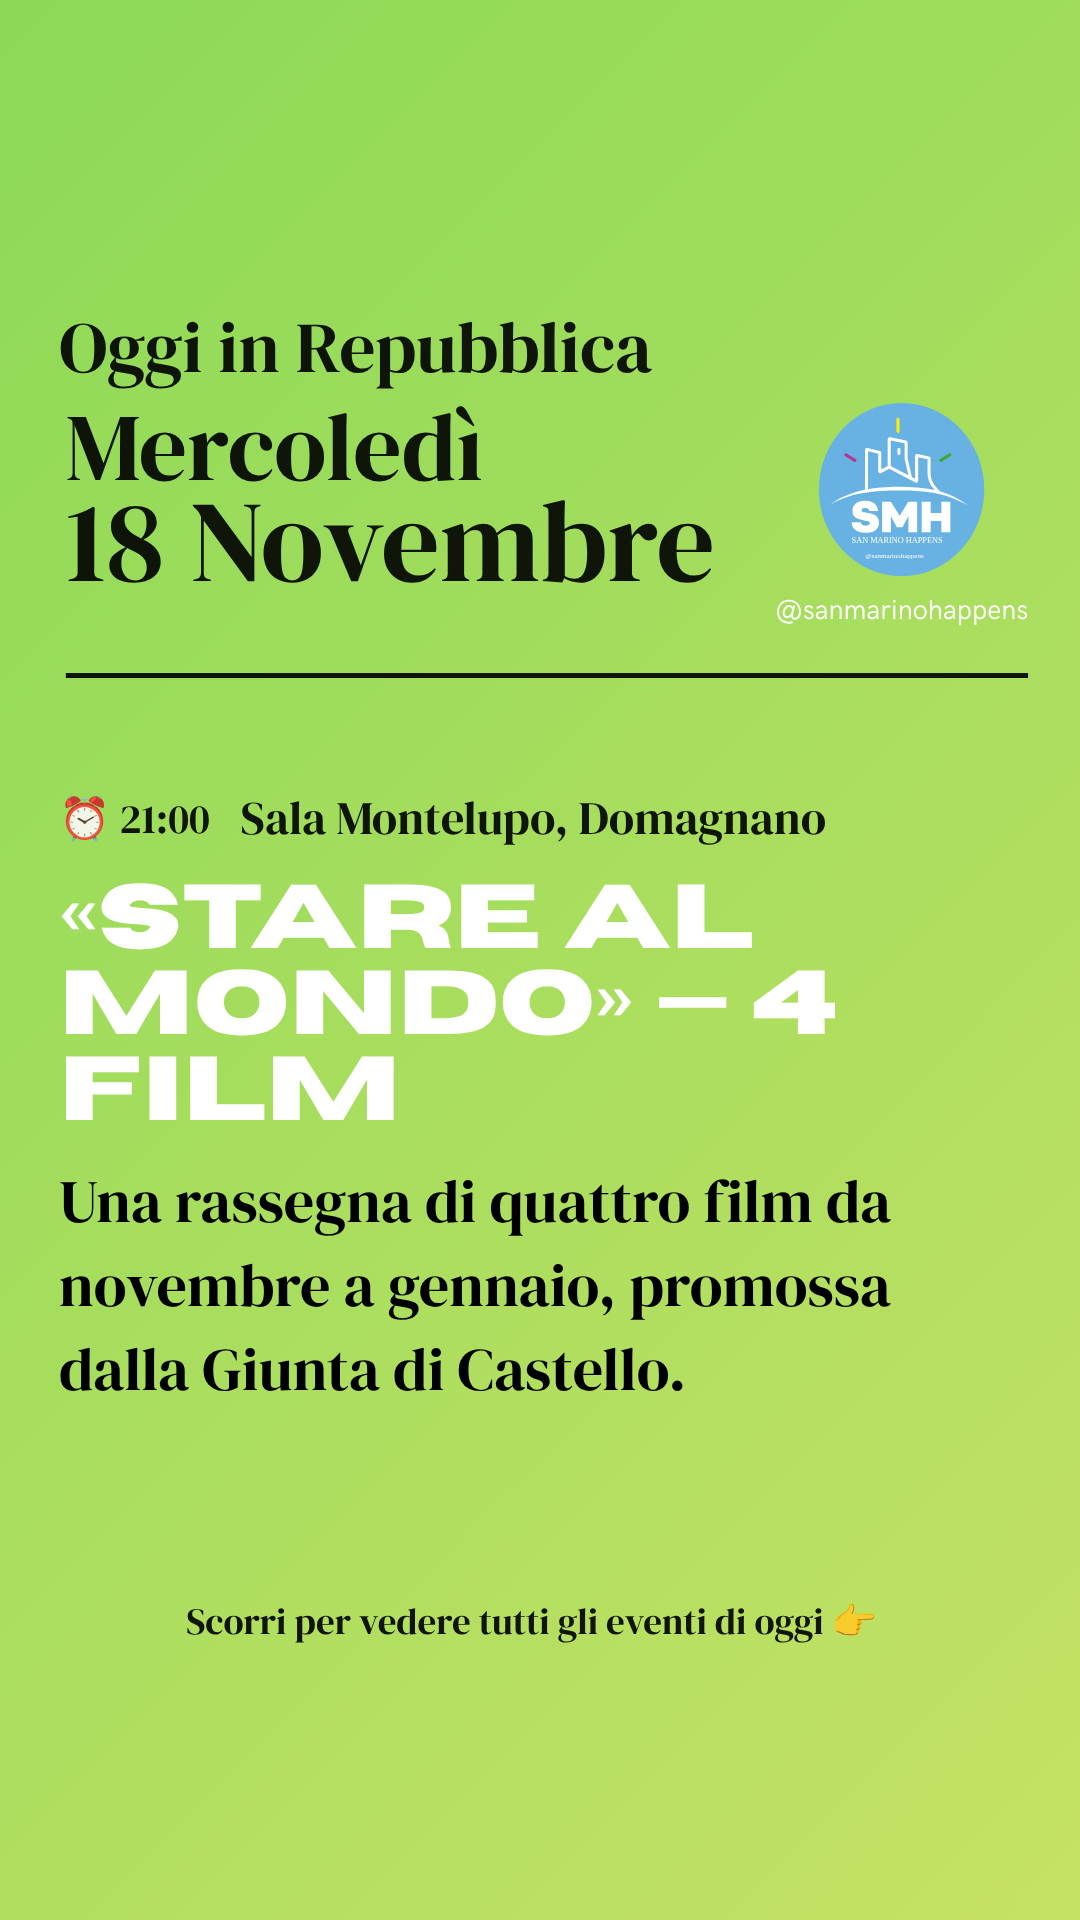 Oggi in Repubblica
Mercoledì
18 Novembre
SMH
SAN MARINO HAPPENS
@sanmarinohappens
@sanmarinohappens
21:00 Sala Montelupo, Domagnano
«STARE AL
MONDO» – 4
FILM
Una rassegna di quattro film da
novembre a gennaio, promossa
dalla Giunta di Castello.
Scorri per vedere tutti gli eventi di oggi 👉